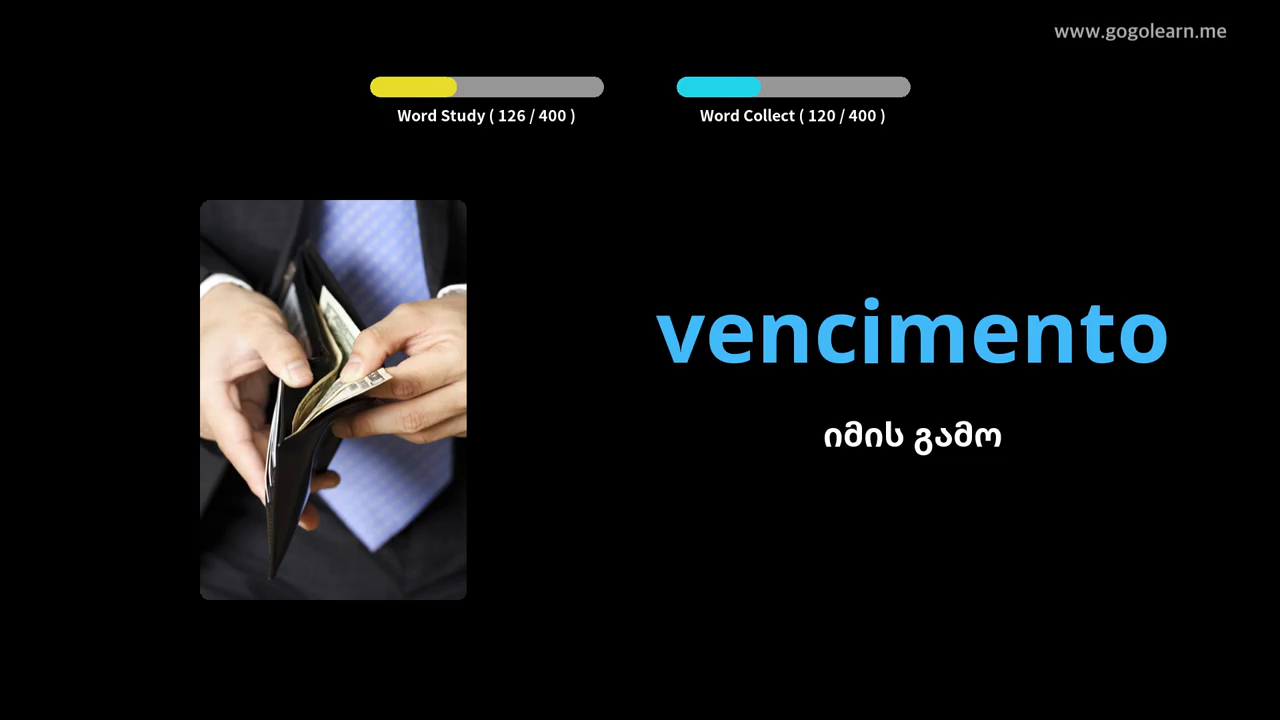 www.gogolearn.me
Word Study ( 126 / 400 )
Word Collect ( 120 / 400 )
vencimento
იმის გამო